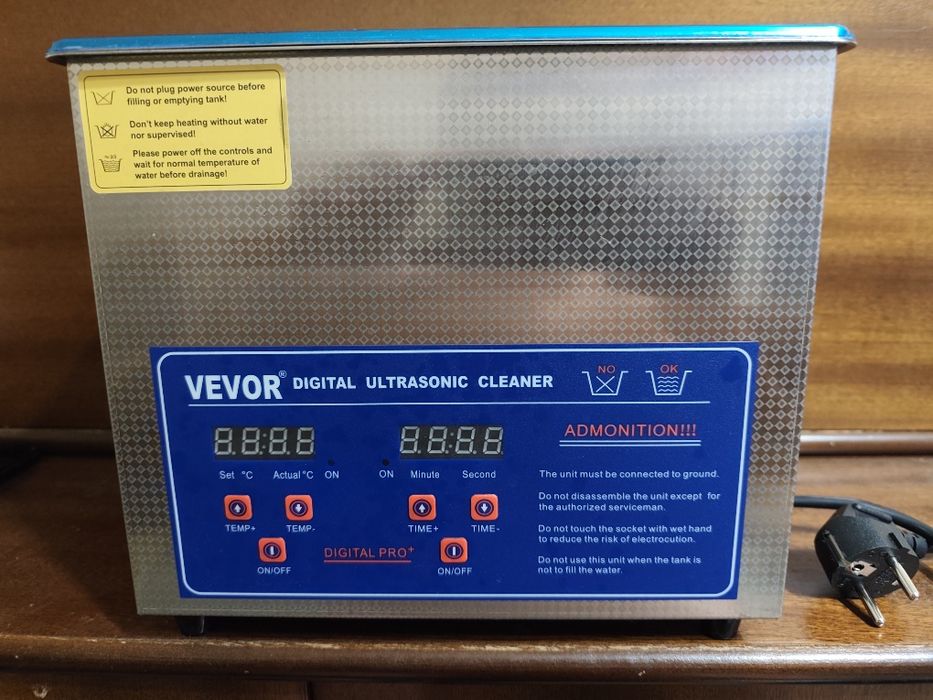 Do not plug power source before
filling or emptying tank!
Don't keep heating without water
nor supervised!
Please power off the controls and
wait for normal temperature of
water before drainage!
VEVOR® DIGITAL ULTRASONIC CLEANER
NO
OK
ADMONITION!!!
Set °C
Actual °C
ON
ON
Minute
Second
The unit must be connected to ground.
Do not disassemble the unit except for
the authorized serviceman.
Do not touch the socket with wet hand
to reduce the risk of electrocution.
Do not use this unit when the tank is
not to fill the water.
TEMP+
TEMP-
TIME+
TIME-
ON/OFF
DIGITAL PRO+
ON/OFF